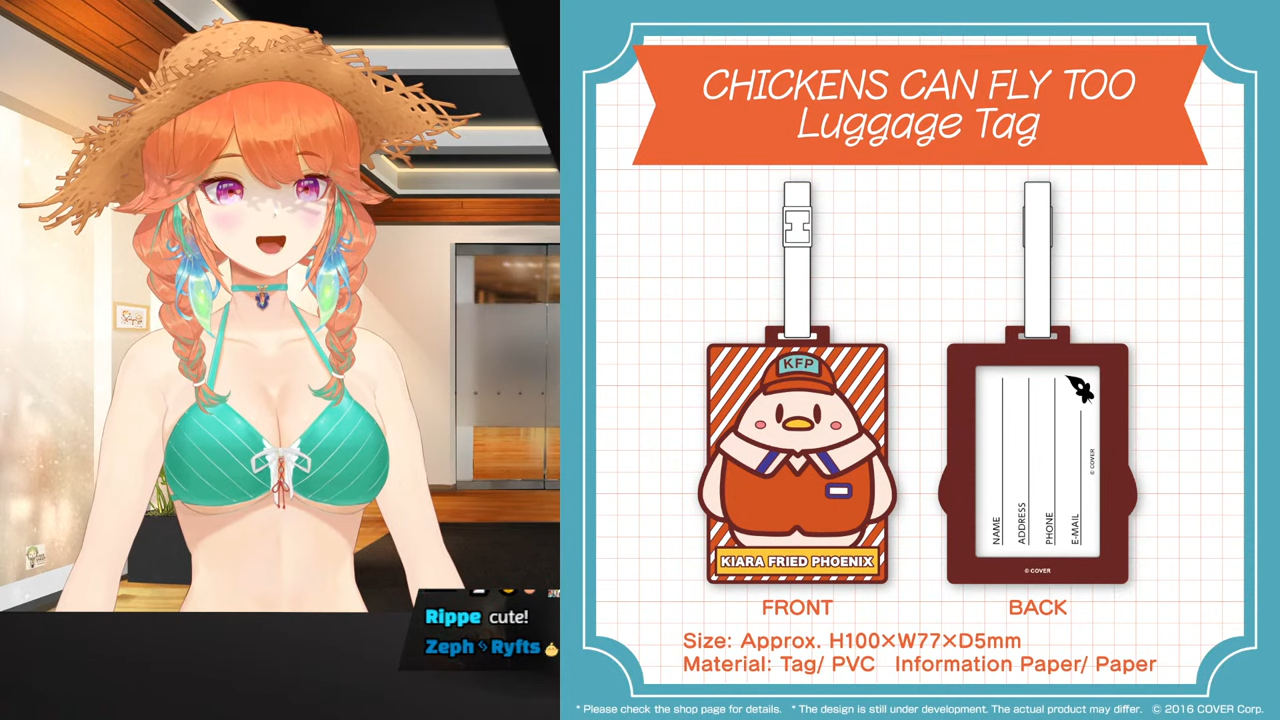 CHICKENS CAN FLY TOO
Luggage Tag
KFP
KIARA FRIED PHOENIX
NAME
ADDRESS
PHONE
E-MAIL
© COVER
© COVER
FRONT
BACK
Size: Approx. H100×W77×D5mm
Material: Tag/ PVC Information Paper/ Paper
Rippe cute!
Zeph Ryfts
* Please check the shop page for details. * The design is still under development. The actual product may differ. © 2016 COVER Corp.